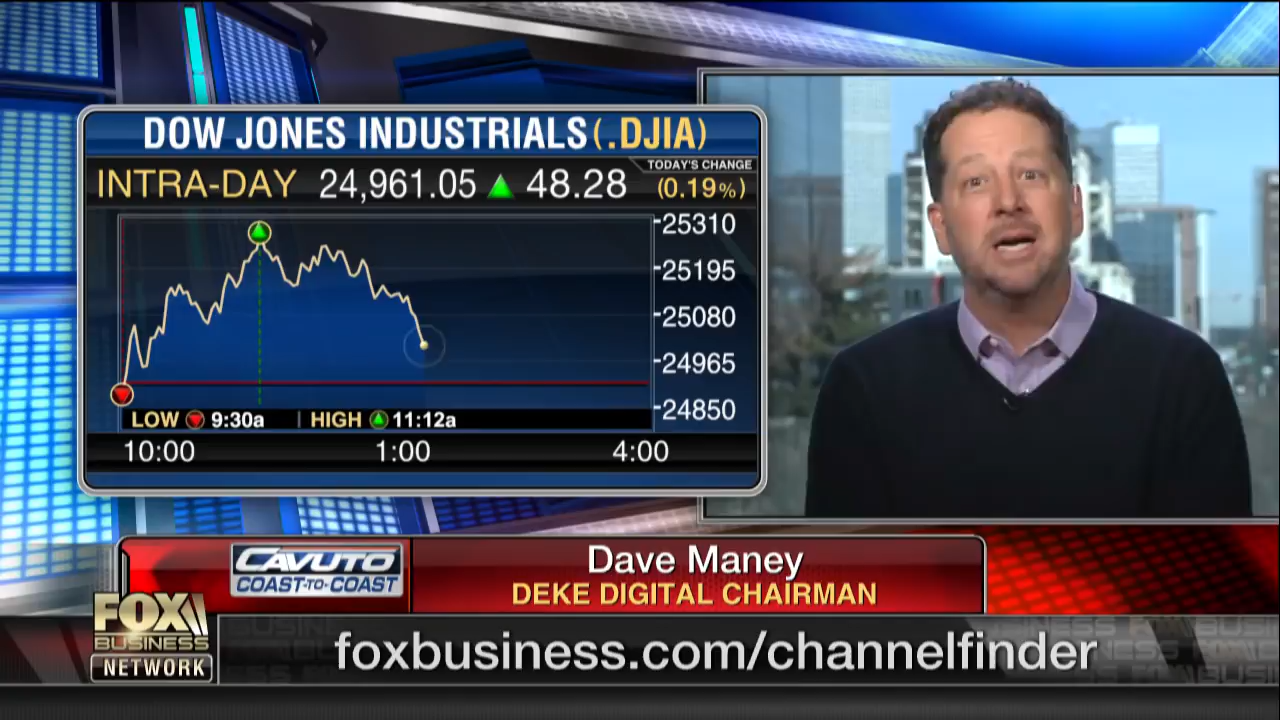 DOW JONES INDUSTRIALS (.DJIA)
TODAY'S CHANGE
INTRA-DAY 24,961.05 48.28 (0.19%)
25310
25195
25080
24965
24850
LOW 9:30a | HIGH 11:12a
10:00 1:00 4:00
CAVUTO
COAST-TO-COAST
Dave Maney
DEKE DIGITAL CHAIRMAN
FOX
BUSINESS
NETWORK
foxbusiness.com/channelfinder